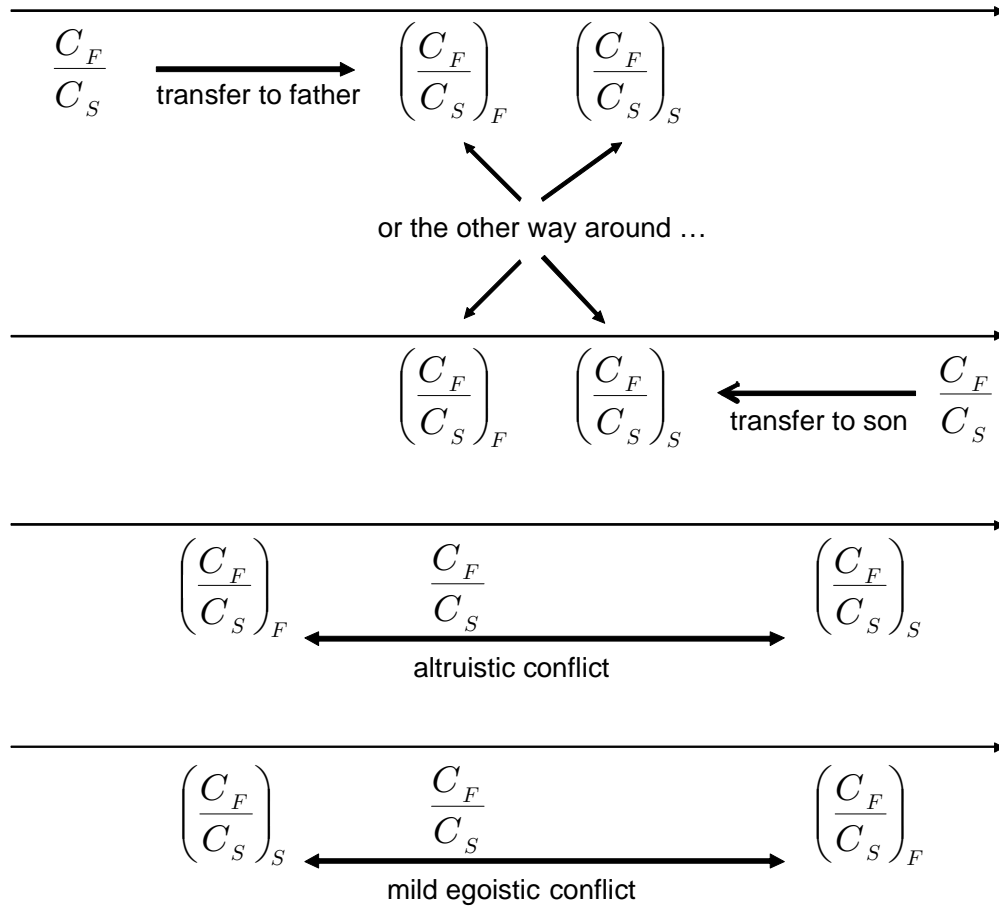 C_F / C_S transfer to father (C_F / C_S)_F (C_F / C_S)_S
or the other way around …
(C_F / C_S)_F (C_F / C_S)_S transfer to son C_F / C_S
(C_F / C_S)_F C_F / C_S (C_F / C_S)_S
altruistic conflict
(C_F / C_S)_S C_F / C_S (C_F / C_S)_F
mild egoistic conflict